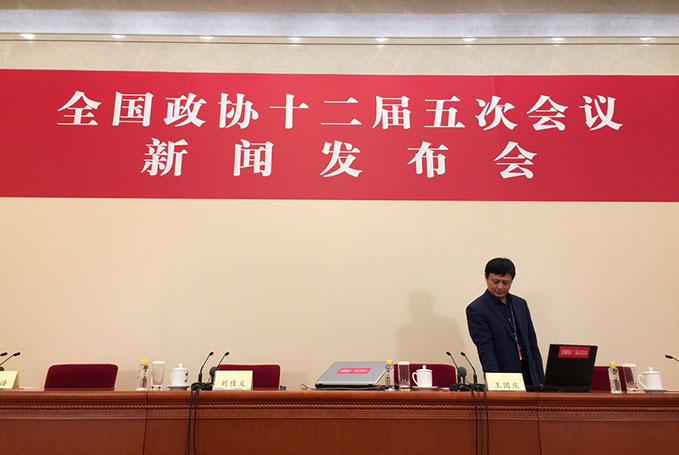 全国政协十二届五次会议
新闻发布会
译
刘佳义
王国庆